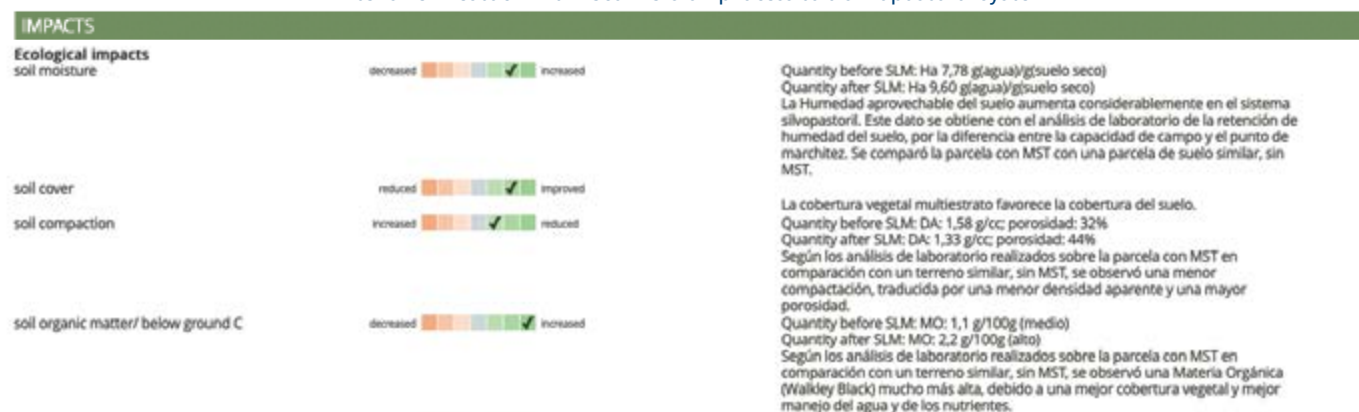 IMPACTS
Ecological impacts
soil moisture
decreased
increased
Quantity before SLM: Ha 7,78 g(agua)/g(suelo seco)
Quantity after SLM: Ha 9,60 g(agua)/g(suelo seco)
La Humedad aprovechable del suelo aumenta considerablemente en el sistema
silvopastoril. Este dato se obtiene con el análisis de laboratorio de la retención de
humedad del suelo, por la diferencia entre la capacidad de campo y el punto de
marchitez. Se comparó la parcela con MST con una parcela de suelo similar, sin
MST.
soil cover
reduced
improved
La cobertura vegetal multiestrato favorece la cobertura del suelo.
soil compaction
increased
reduced
Quantity before SLM: DA: 1,58 g/cc; porosidad: 32%
Quantity after SLM: DA: 1,33 g/cc; porosidad: 44%
Según los análisis de laboratorio realizados sobre la parcela con MST en
comparación con un terreno similar, sin MST, se observó una menor
compactación, traducida por una menor densidad aparente y una mayor
porosidad.
soil organic matter/ below ground C
decreased
increased
Quantity before SLM: MO: 1,1 g/100g (medio)
Quantity after SLM: MO: 2,2 g/100g (alto)
Según los análisis de laboratorio realizados sobre la parcela con MST en
comparación con un terreno similar, sin MST, se observó una Materia Orgánica
(Walkley Black) mucho más alta, debido a una mejor cobertura vegetal y mejor
manejo del agua y de los nutrientes.